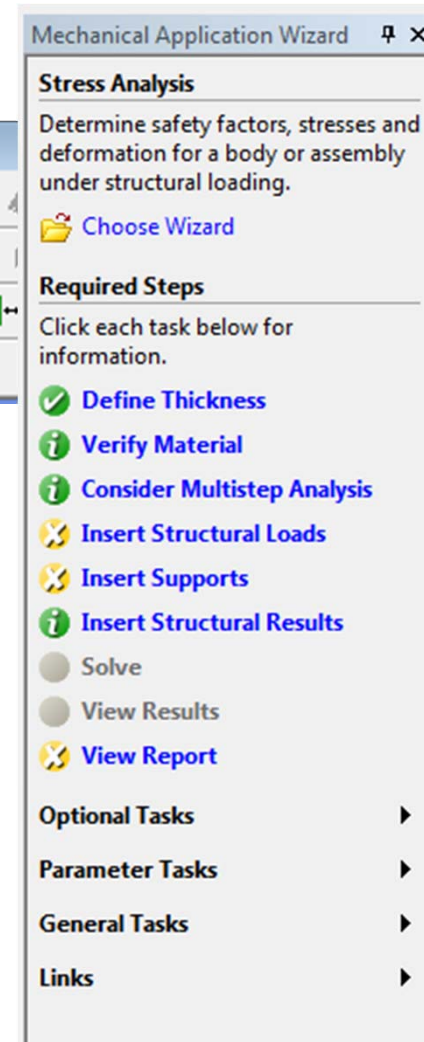 Mechanical Application Wizard
Stress Analysis
Determine safety factors, stresses and
deformation for a body or assembly
under structural loading.
Choose Wizard
Required Steps
Click each task below for
information.
Define Thickness
Verify Material
Consider Multistep Analysis
Insert Structural Loads
Insert Supports
Insert Structural Results
Solve
View Results
View Report
Optional Tasks
Parameter Tasks
General Tasks
Links